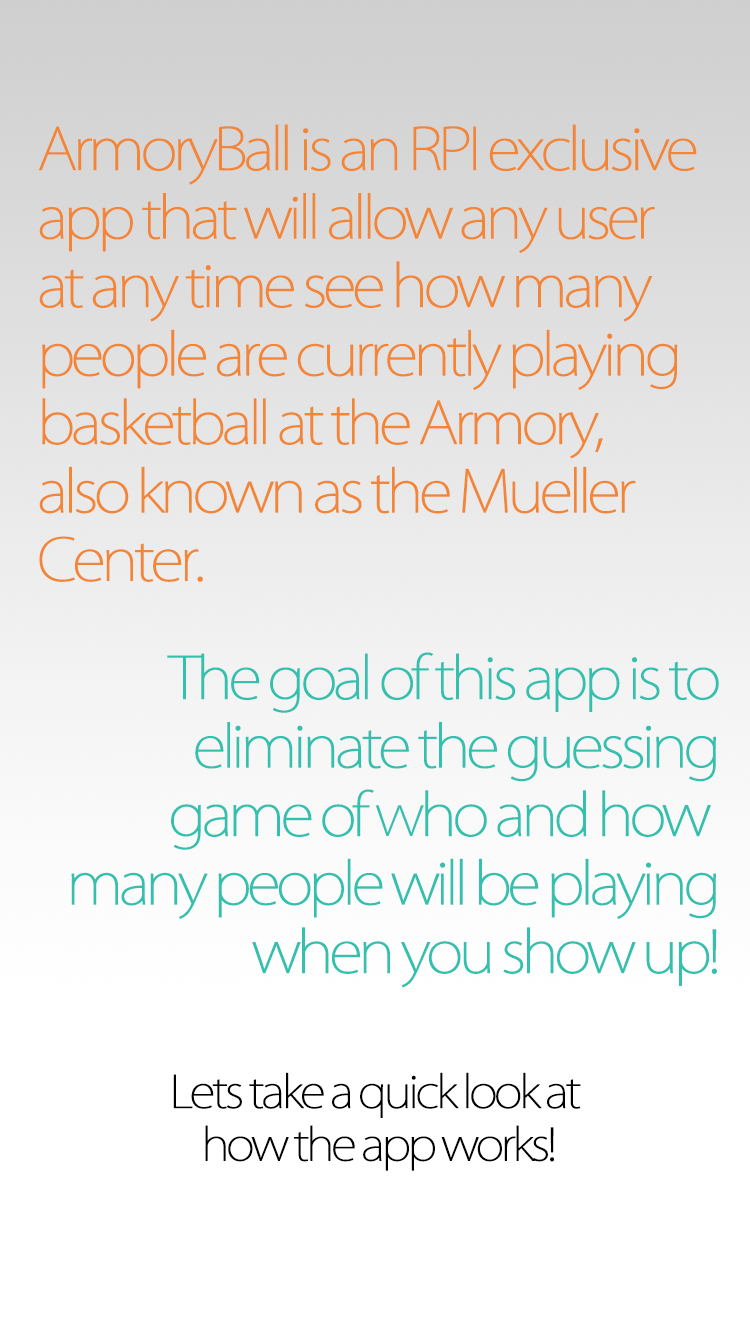 ArmoryBall is an RPI exclusive
app that will allow any user
at any time see how many
people are currently playing
basketball at the Armory,
also known as the Mueller
Center.
The goal of this app is to
eliminate the guessing
game of who and how
many people will be playing
when you show up!
Lets take a quick look at
how the app works!